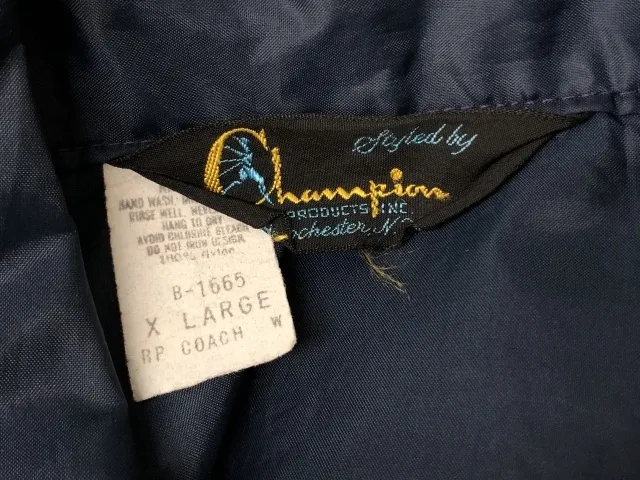 Styled by
Champion
PRODUCTS INC
HAND WASH.
RINSE WELL.
HANG TO DRY
AVOID CHLORINE BLEACH
DO NOT IRON DESIGN
100% Nylon
B-1665
X LARGE
RP COACH W